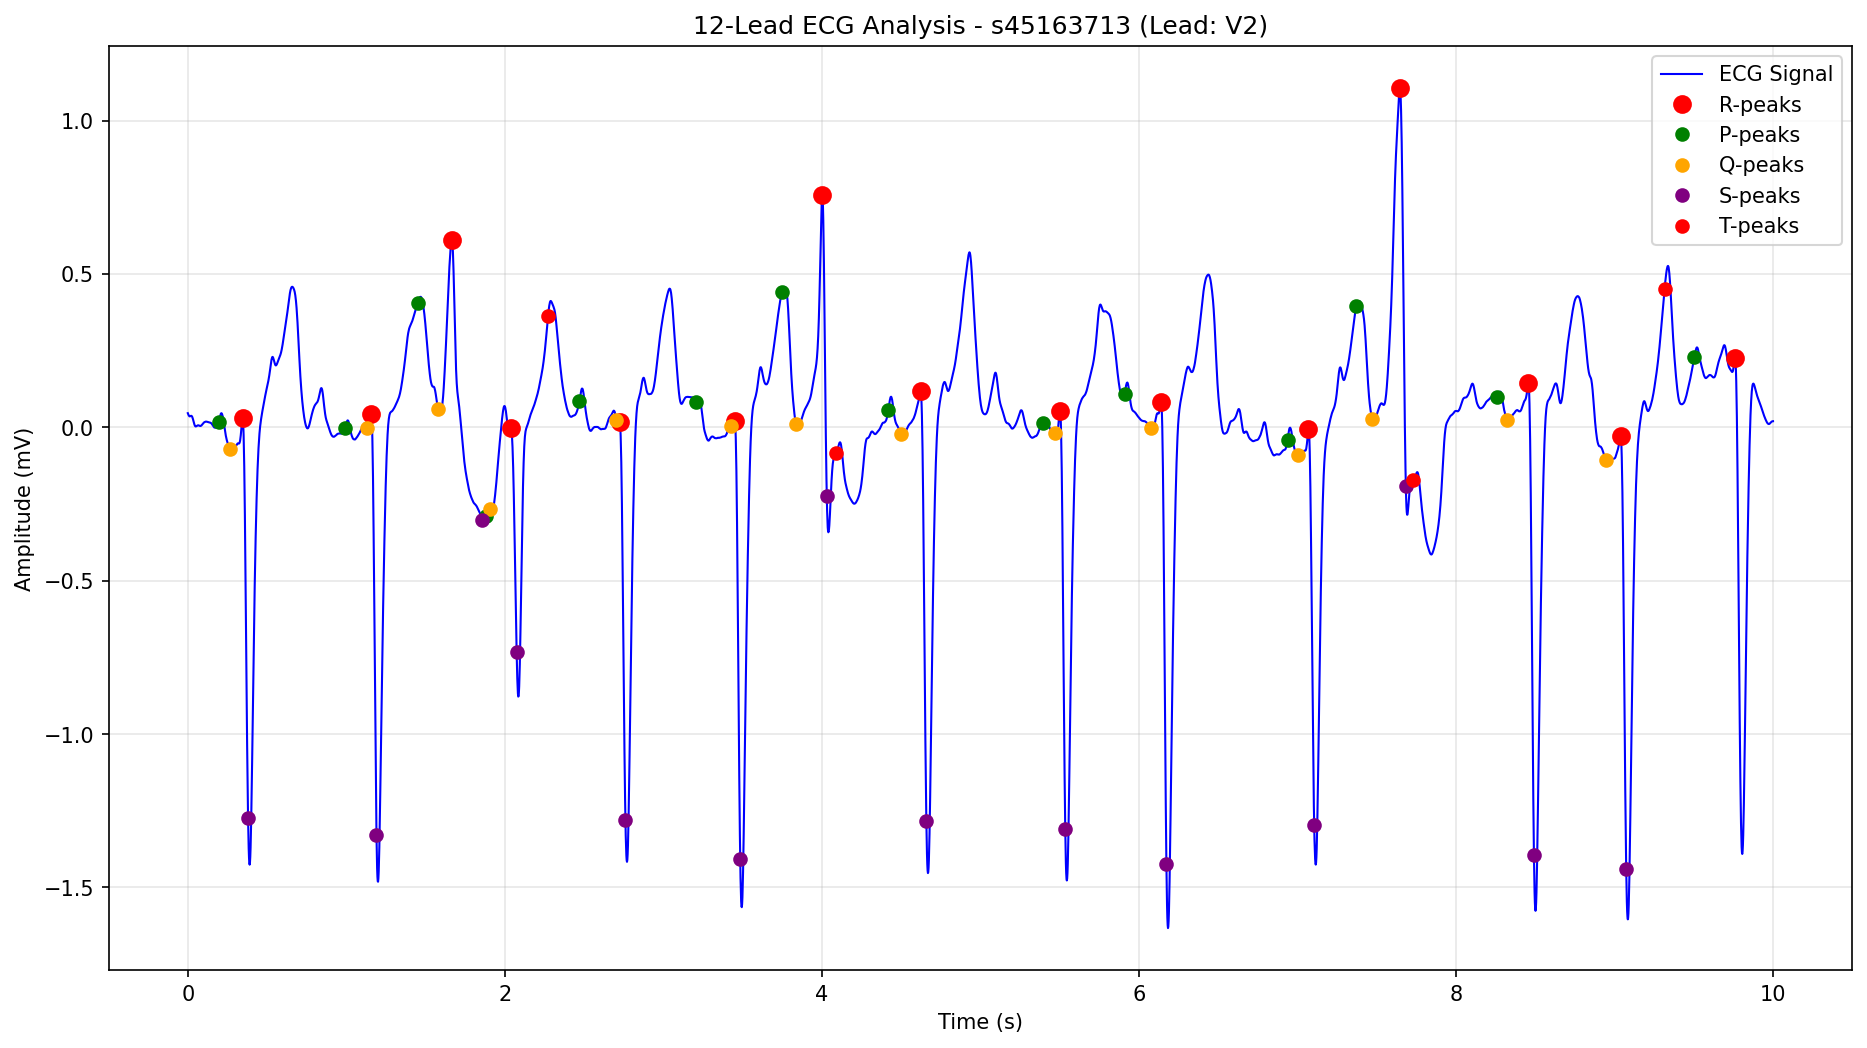 12-Lead ECG Analysis - s45163713 (Lead: V2)
ECG Signal
R-peaks
P-peaks
Q-peaks
S-peaks
T-peaks
Amplitude (mV)
1.0
0.5
0.0
−0.5
−1.0
−1.5
0 2 4 6 8 10
Time (s)